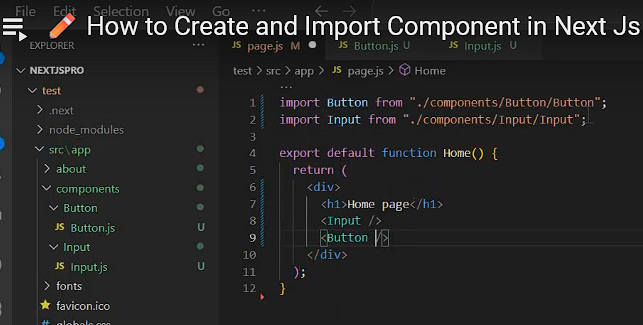 File Edit Selection View Go ···
✏️ How to Create and Import Component in Next Js
EXPLORER ···
page.js M ●
JS Button.js U
JS Input.js U
NEXTJSPRO
test > src > app > JS page.js > Home
test
.next
node_modules
src\app
about
components
Button
JS Button.js U
Input
JS Input.js U
fonts
favicon.ico
# globals.css
···
1 import Button from "./components/Button/Button";
2 import Input from "./components/Input/Input";
3
4 export default function Home() {
5 return (
6 <div>
7 <h1>Home page</h1>
8 <Input />
9 <Button />
10 </div>
11 );
12 }